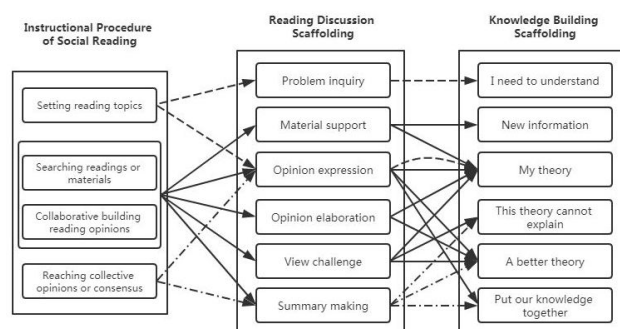 Instructional Procedure
of Social Reading
Setting reading topics
Searching readings or
materials
Collaborative building
reading opinions
Reaching collective
opinions or consensus
Reading Discussion
Scaffolding
Problem inquiry
Material support
Opinion expression
Opinion elaboration
View challenge
Summary making
Knowledge Building
Scaffolding
I need to understand
New information
My theory
This theory cannot
explain
A better theory
Put our knowledge
together